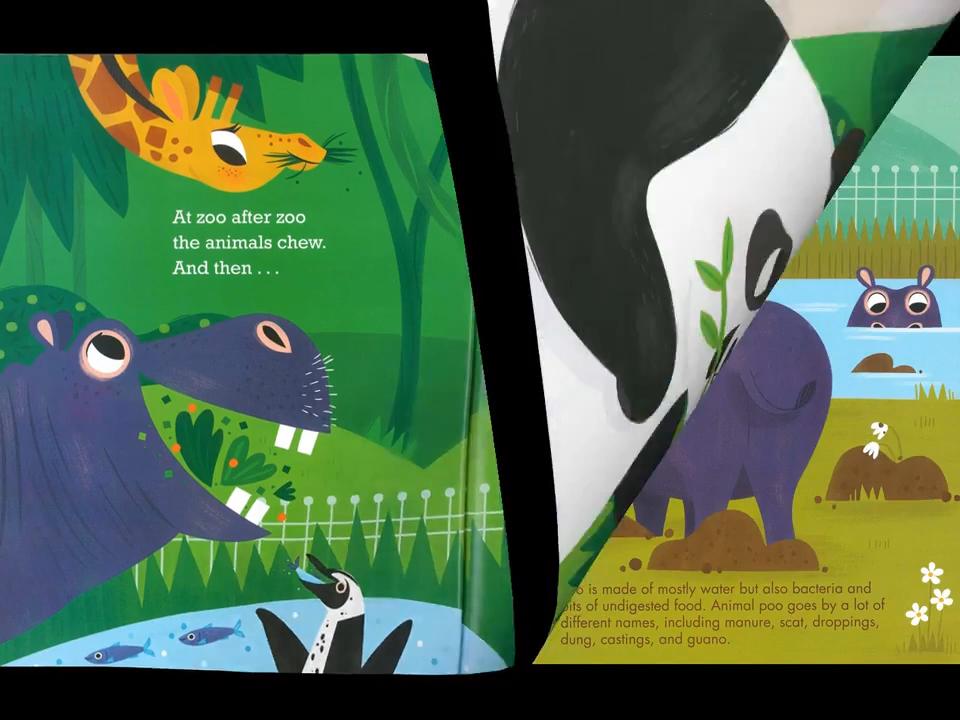 At zoo after zoo
the animals chew.
And then . . .
is made of mostly water but also bacteria and
of undigested food. Animal poo goes by a lot of
different names, including manure, scat, droppings,
dung, castings, and guano.